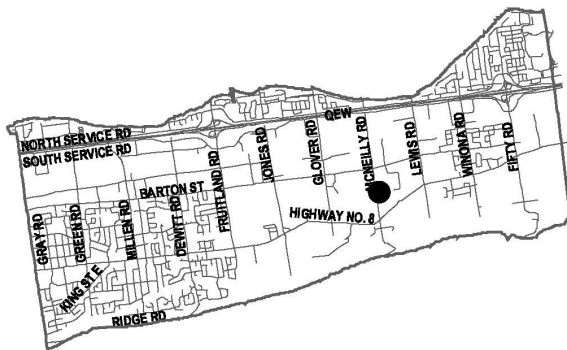 QEW
NORTH SERVICE RD
SOUTH SERVICE RD
BARTON ST
HIGHWAY NO. 8
GRAY RD
GREEN RD
MILLEN RD
DEWITT RD
FRUITLAND RD
JONES RD
GLOVER RD
MCNEILLY RD
LEWIS RD
WINONA RD
FIFTY RD
KING ST E
RIDGE RD